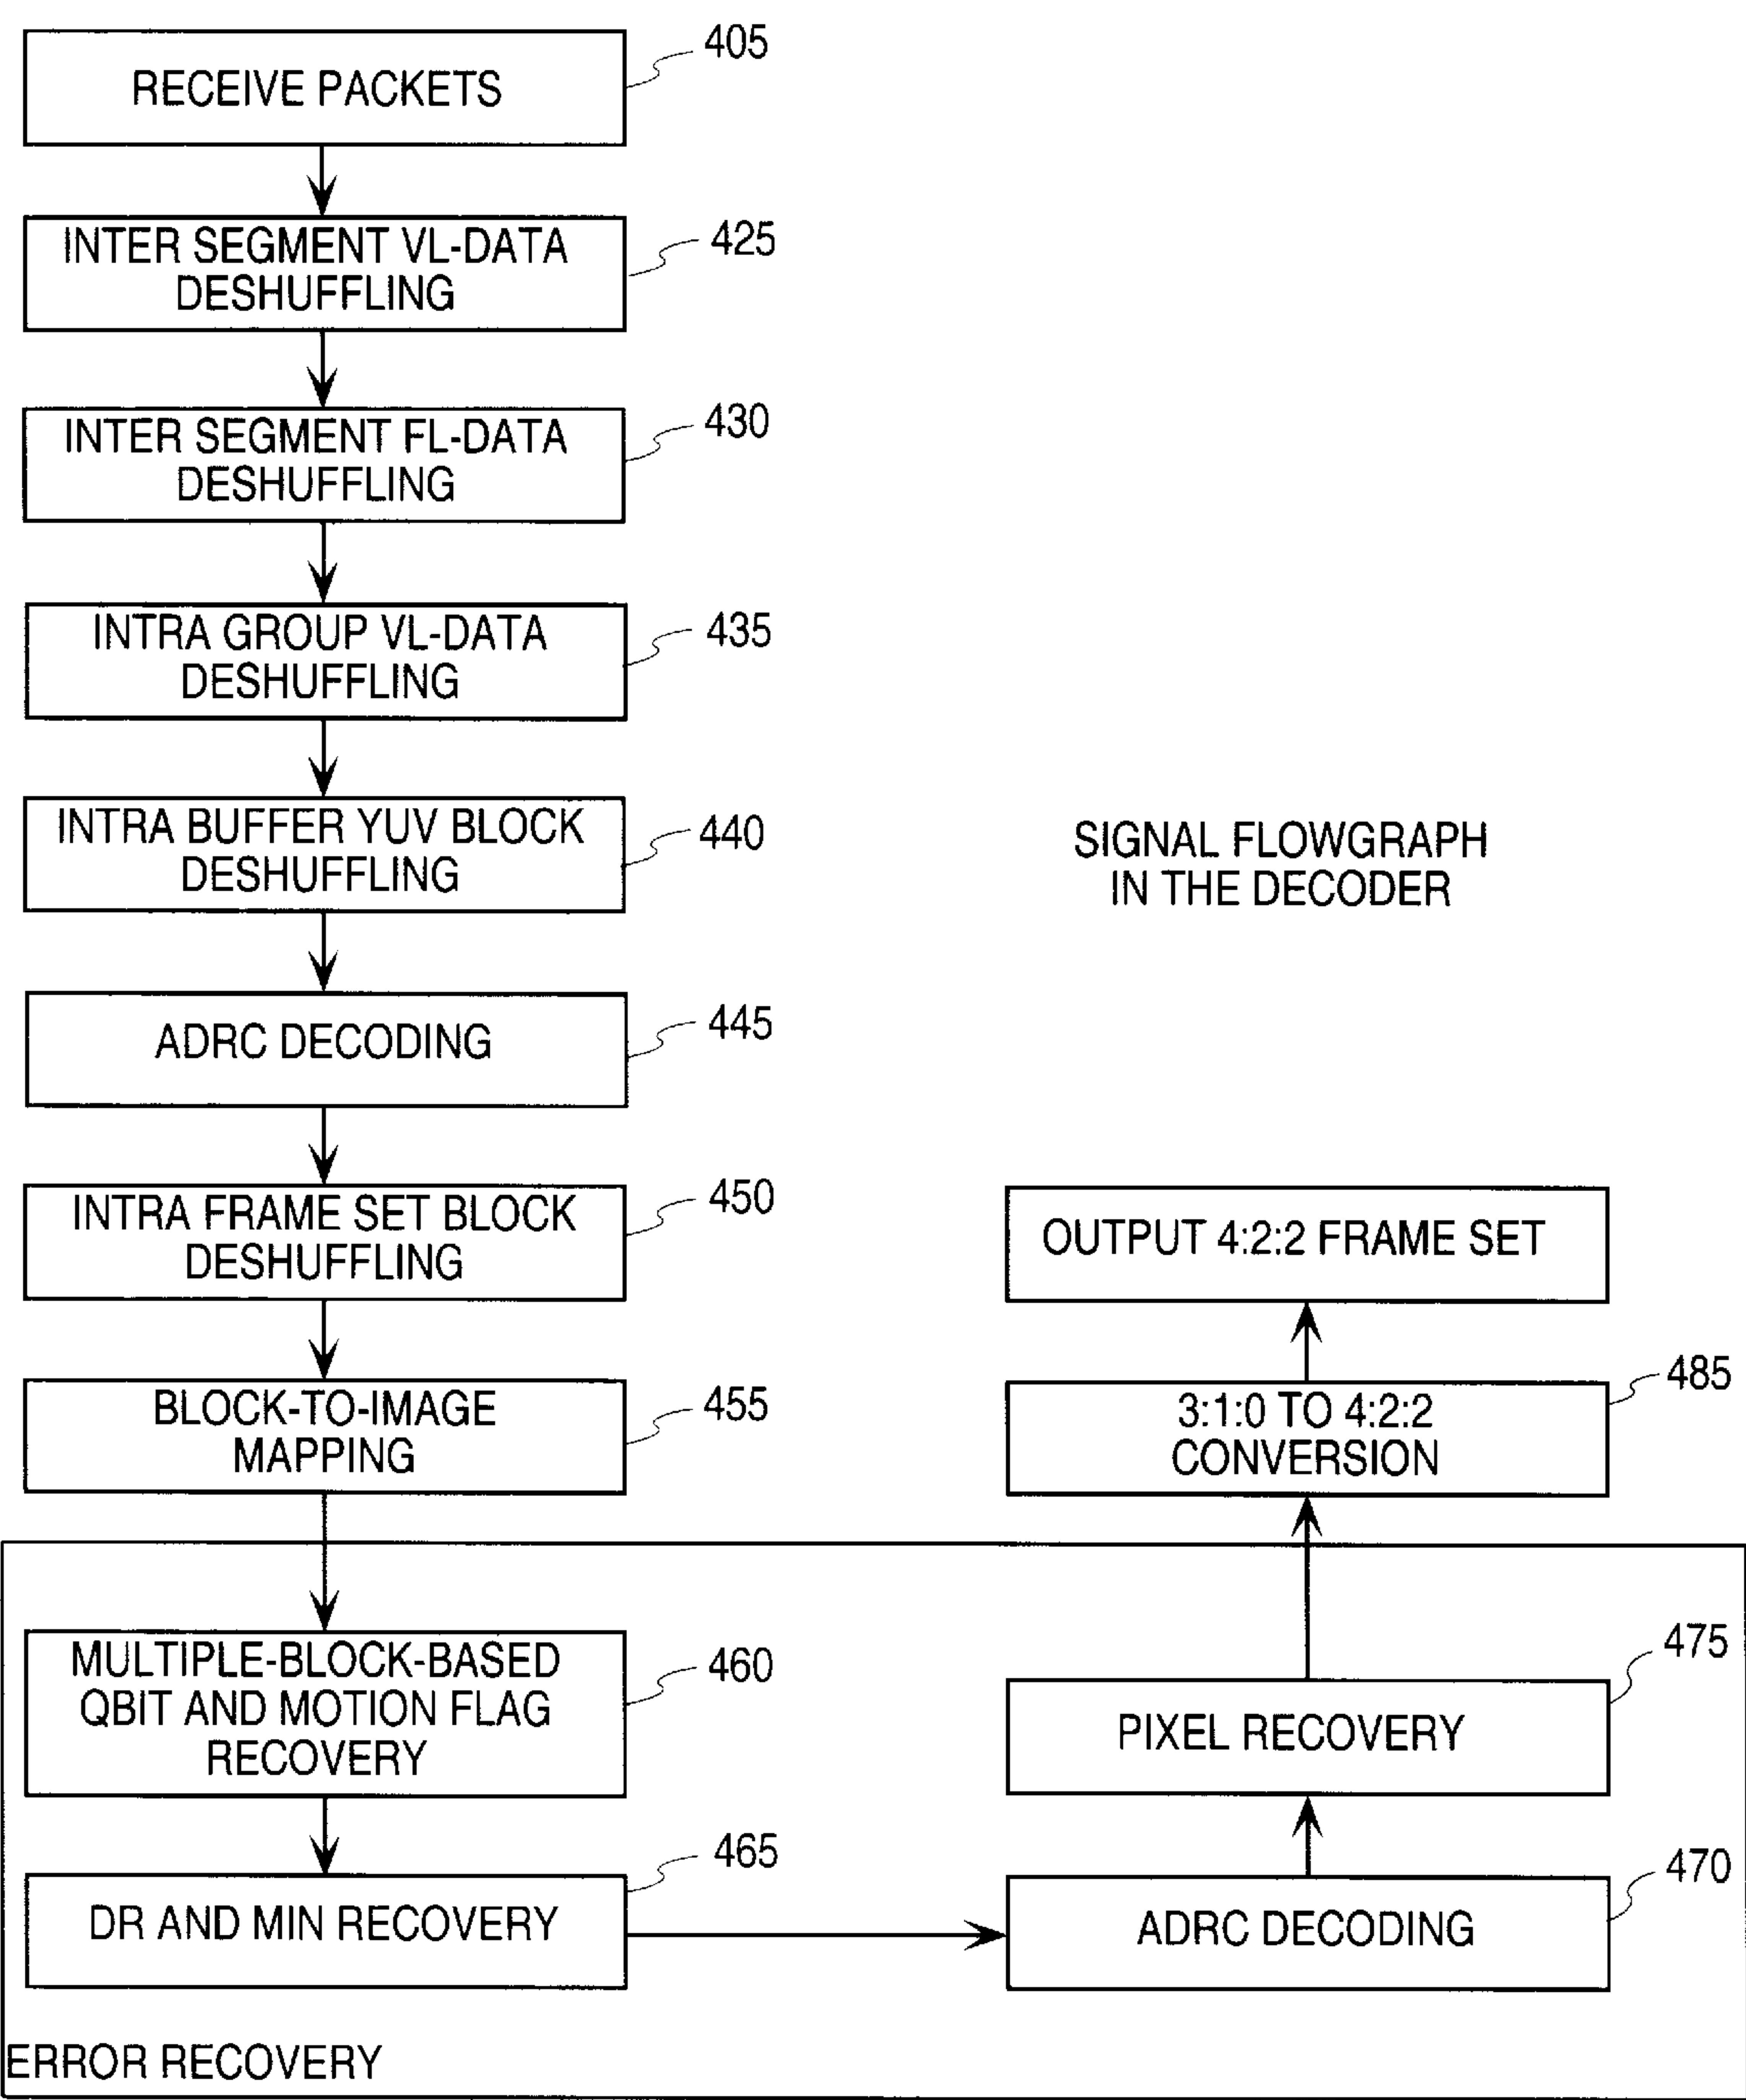 RECEIVE PACKETS
405
INTER SEGMENT VL-DATA
DESHUFFLING
425
INTER SEGMENT FL-DATA
DESHUFFLING
430
INTRA GROUP VL-DATA
DESHUFFLING
435
INTRA BUFFER YUV BLOCK
DESHUFFLING
440
SIGNAL FLOWGRAPH
IN THE DECODER
ADRC DECODING
445
INTRA FRAME SET BLOCK
DESHUFFLING
450
BLOCK-TO-IMAGE
MAPPING
455
MULTIPLE-BLOCK-BASED
QBIT AND MOTION FLAG
RECOVERY
460
DR AND MIN RECOVERY
465
ADRC DECODING
470
PIXEL RECOVERY
475
3:1:0 TO 4:2:2
CONVERSION
485
OUTPUT 4:2:2 FRAME SET
ERROR RECOVERY